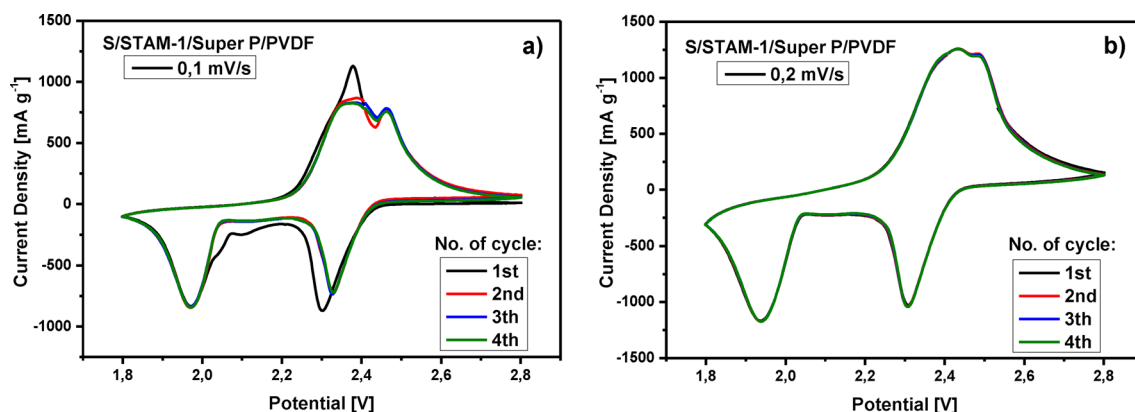 S/STAM-1/Super P/PVDF
a)
0,1 mV/s
Current Density [mA g⁻¹]
1500
1000
500
0
-500
-1000
No. of cycle:
1st
2nd
3th
4th
1,8
2,0
2,2
2,4
2,6
2,8
Potential [V]
S/STAM-1/Super P/PVDF
b)
0,2 mV/s
Current Density [mA g⁻¹]
1500
1000
500
0
-500
-1000
-1500
No. of cycle:
1st
2nd
3th
4th
1,8
2,0
2,2
2,4
2,6
2,8
Potential [V]